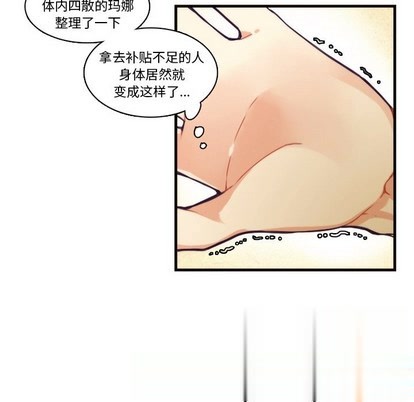 体内四散的玛娜
整理了一下
拿去补贴不足的人
身体居然就
变成这样了...